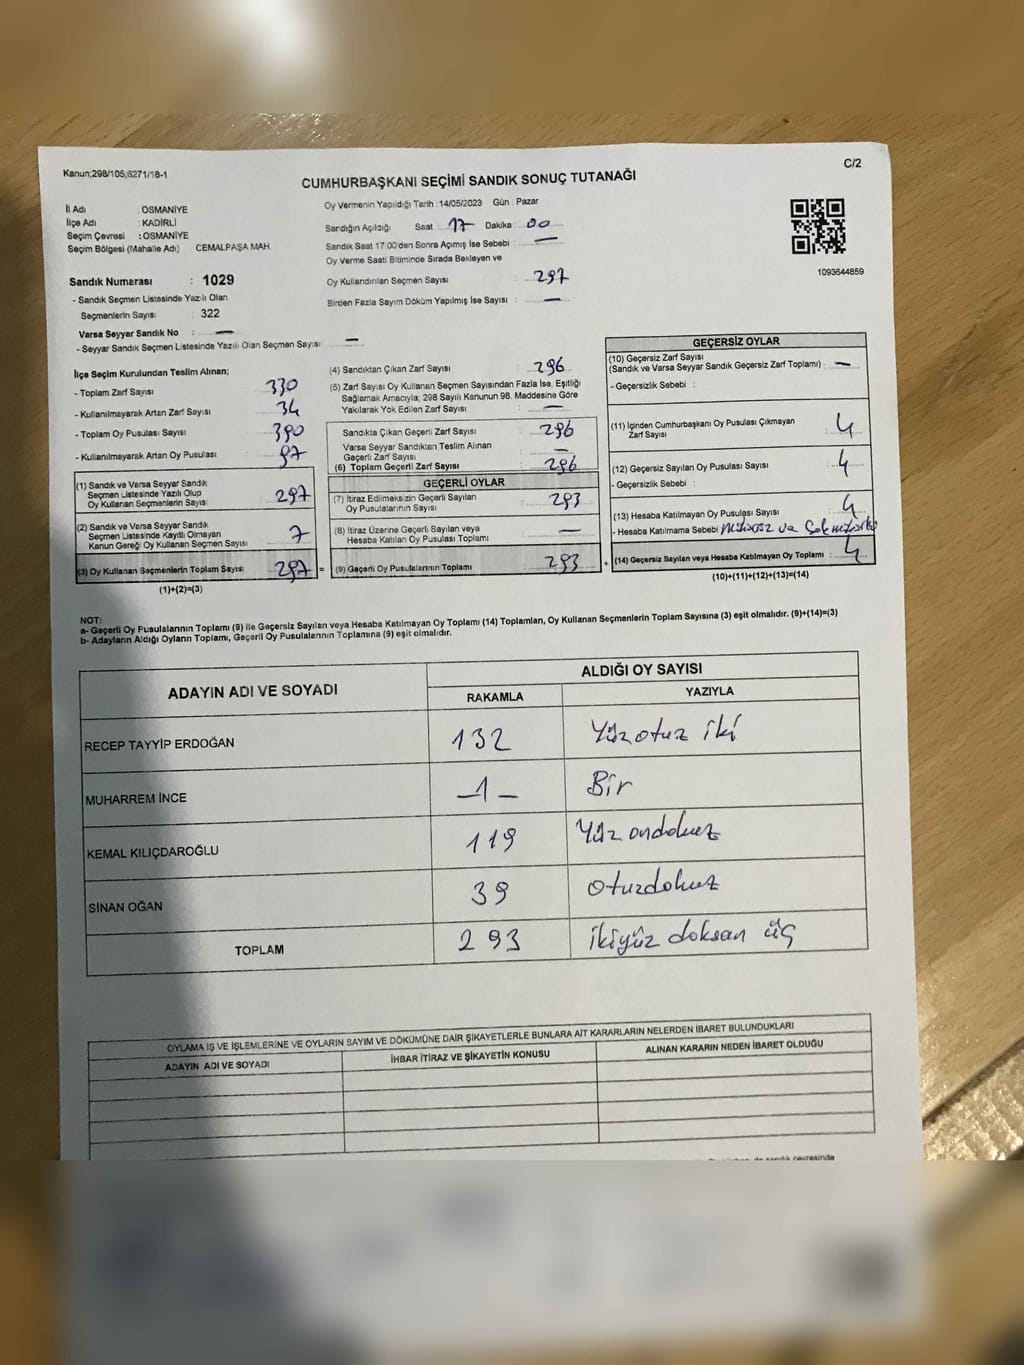 Kanun;298/105;6271/18-1
C/2
CUMHURBAŞKANI SEÇİMİ SANDIK SONUÇ TUTANAĞI
İl Adı : OSMANİYE
İlçe Adı : KADİRLİ
Seçim Çevresi : OSMANİYE
Seçim Bölgesi (Mahalle Adı) CEMALPAŞA MAH.
Sandık Numarası : 1029
- Sandık Seçmen Listesinde Yazılı Olan
Seçmenlerin Sayısı : 322
Varsa Seyyar Sandık No : —
- Seyyar Sandık Seçmen Listesinde Yazılı Olan Seçmen Sayısı : —
Oy Vermenin Yapıldığı Tarih :14/05/2023 Gün : Pazar
Sandığın Açıldığı Saat : 17 Dakika : 00
Sandık Saat 17:00'den Sonra Açımış İse Sebebi : —
Oy Verme Saati Bitiminde Sırada Bekleyen ve
Oy Kullandırılan Seçmen Sayısı : 297
Birden Fazla Sayım Döküm Yapılmış İse Sayısı : —
1093644859
İlçe Seçim Kurulundan Teslim Alınan;
- Toplam Zarf Sayısı : 330
- Kullanılmayarak Artan Zarf Sayısı : 34
- Toplam Oy Pusulası Sayısı : 390
- Kullanılmayarak Artan Oy Pusulası : 97
(1) Sandık ve Varsa Seyyar Sandık
Seçmen Listesinde Yazılı Olup
Oy Kullanan Seçmenlerin Sayısı : 297
(2) Sandık ve Varsa Seyyar Sandık
Seçmen Listesinde Kayıtlı Olmayan
Kanun Gereği Oy Kullanan Seçmen Sayısı : 7
(3) Oy Kullanan Seçmenlerin Toplam Sayısı : 297 =
(1)+(2)=(3)
(4) Sandıktan Çıkan Zarf Sayısı : 296
(5) Zarf Sayısı Oy Kullanan Seçmen Sayısından Fazla İse, Eşitliği
Sağlamak Amacıyla; 298 Sayılı Kanunun 98. Maddesine Göre
Yakılarak Yok Edilen Zarf Sayısı : —
Sandıkta Çıkan Geçerli Zarf Sayısı : 296
Varsa Seyyar Sandıktan Teslim Alınan
Geçerli Zarf Sayısı : —
(6) Toplam Geçerli Zarf Sayısı : 296
GEÇERLİ OYLAR
(7) İtiraz Edilmeksizin Geçerli Sayılan
Oy Pusulalarının Sayısı : 293
(8) İtiraz Üzerine Geçerli Sayılan veya
Hesaba Katılan Oy Pusulası Toplamı : —
(9) Geçerli Oy Pusulalarının Toplamı : 293 +
GEÇERSİZ OYLAR
(10) Geçersiz Zarf Sayısı
(Sandık ve Varsa Seyyar Sandık Geçersiz Zarf Toplamı) : —
- Geçersizlik Sebebi :
(11) İçinden Cumhurbaşkanı Oy Pusulası Çıkmayan
Zarf Sayısı : 4
(12) Geçersiz Sayılan Oy Pusulası Sayısı : 4
- Geçersizlik Sebebi :
(13) Hesaba Katılmayan Oy Pusulası Sayısı : 4
- Hesaba Katılmama Sebebi
(14) Geçersiz Sayılan veya Hesaba Katılmayan Oy Toplamı : 4
(10)+(11)+(12)+(13)=(14)
NOT:
a- Geçerli Oy Pusulalarının Toplamı (9) ile Geçersiz Sayılan veya Hesaba Katılmayan Oy Toplamı (14) Toplamları, Oy Kullanan Seçmenlerin Toplam Sayısına (3) eşit olmalıdır. (9)+(14)=(3)
b- Adayların Aldığı Oyların Toplamı, Geçerli Oy Pusulalarının Toplamına (9) eşit olmalıdır.
ADAYIN ADI VE SOYADI
ALDIĞI OY SAYISI
RAKAMLA YAZIYLA
RECEP TAYYİP ERDOĞAN 132 Yüzotuz iki
MUHARREM İNCE —1— Bir
KEMAL KILIÇDAROĞLU 119 Yüz ondokuz
SİNAN OĞAN 39 otuzdokuz
TOPLAM 293 ikiyüz doksan üç
OYLAMA İŞ VE İŞLEMLERİNE VE OYLARIN SAYIM VE DÖKÜMÜNE DAİR ŞİKAYETLERLE BUNLARA AİT KARARLARIN NELERDEN İBARET BULUNDUKLARI
ADAYIN ADI VE SOYADI İHBAR İTİRAZ VE ŞİKAYETİN KONUSU ALINAN KARARIN NEDEN İBARET OLDUĞU